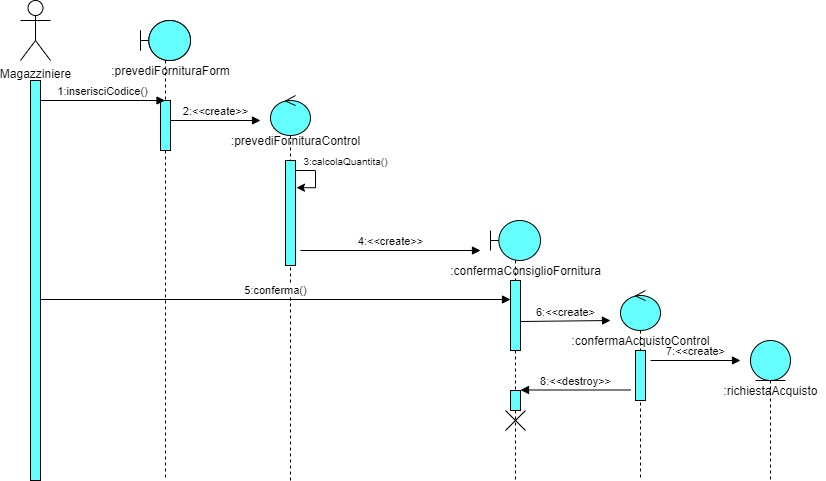 Magazziniere
:prevediFornituraForm
1:inserisciCodice()
2:<<create>>
:prevediFornituraControl
3:calcolaQuantita()
4:<<create>>
:confermaConsiglioFornitura
5:conferma()
6:<<create>
:confermaAcquistoControl
7:<<create>
:richiestaAcquisto
8:<<destroy>>